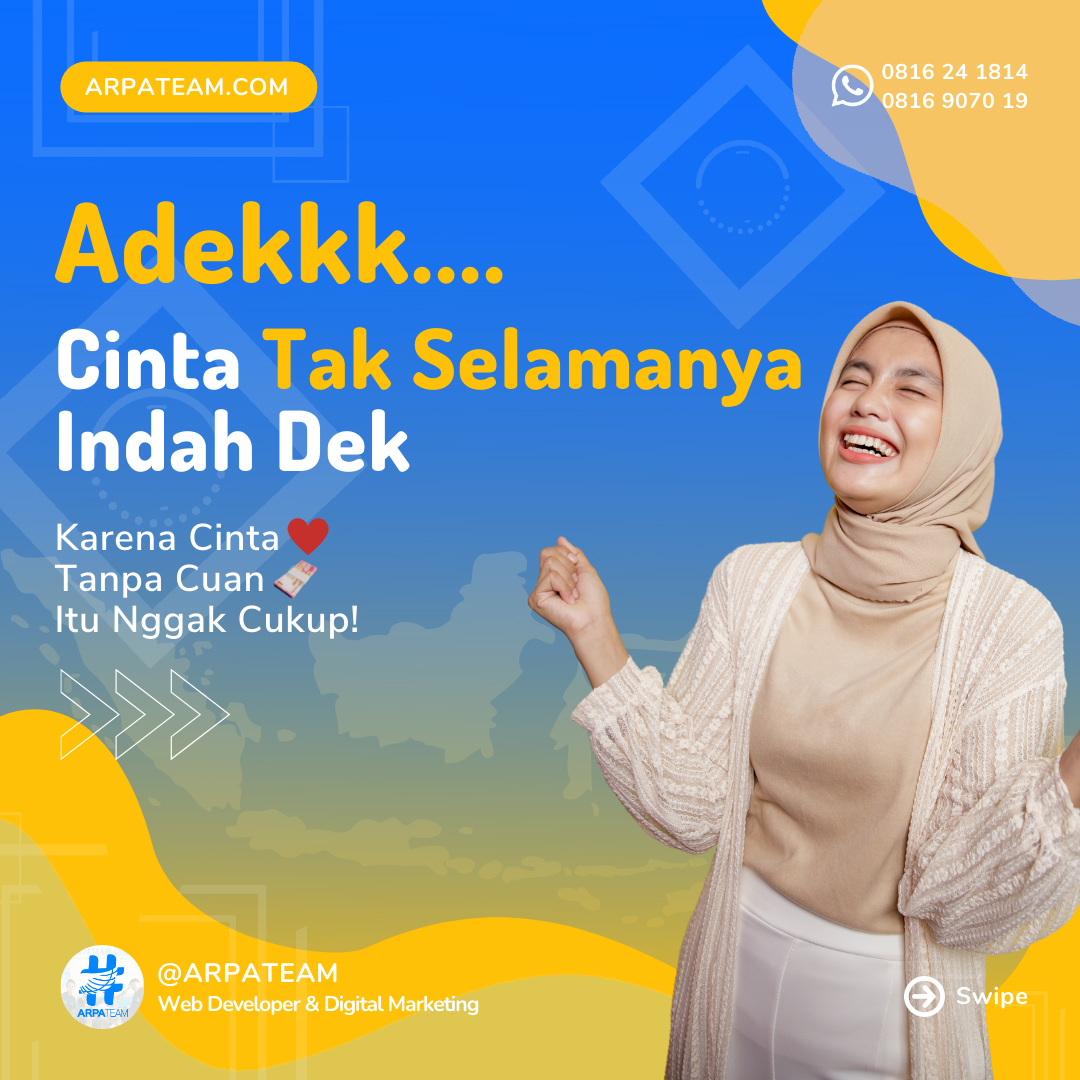 ARPATEAM.COM
0816 24 1814
0816 9070 19
Adekkk....
Cinta Tak Selamanya
Indah Dek
Karena Cinta ❤️
Tanpa Cuan
Itu Nggak Cukup!
ARPATEAM
@ARPATEAM
Web Developer & Digital Marketing
Swipe